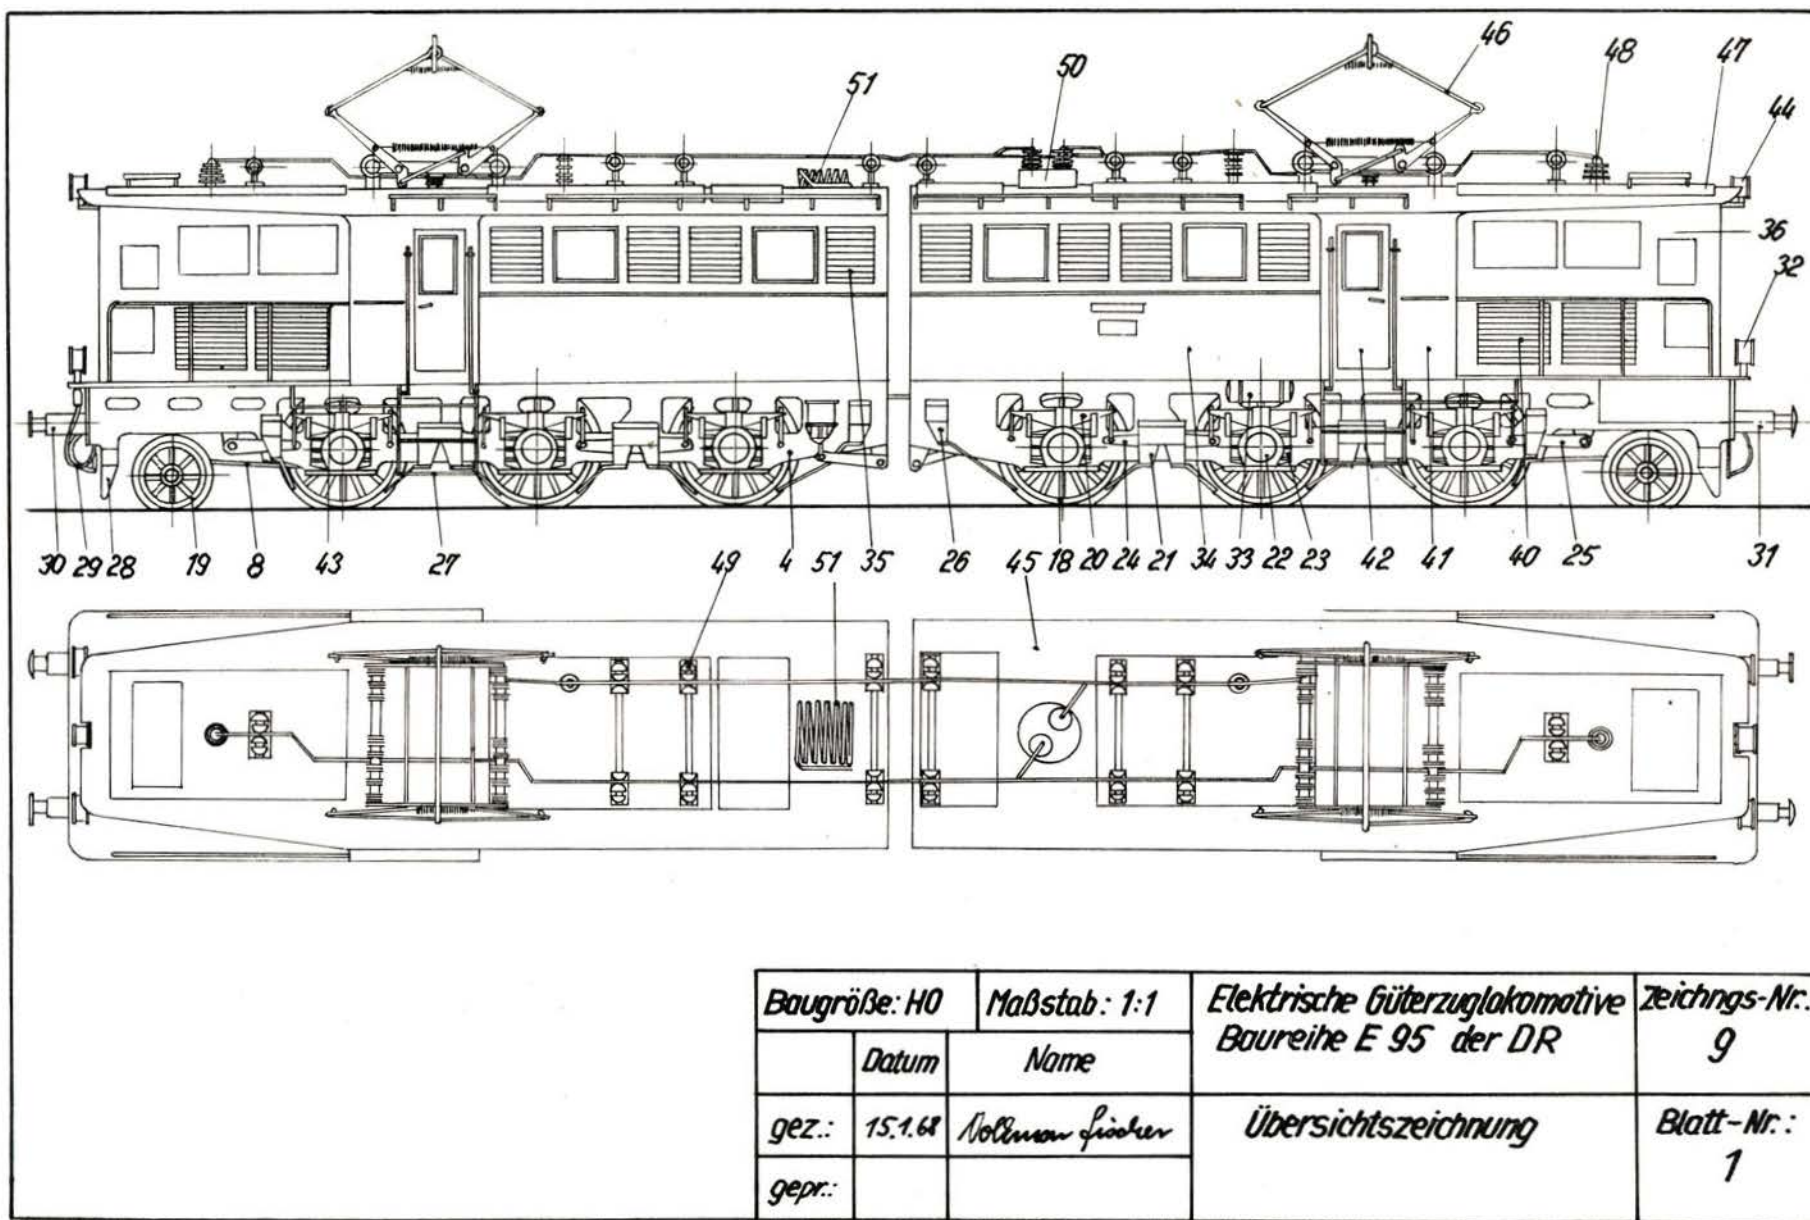 46
48
47
50
51
44
36
32
30 29 28 19 8 43 27 49 4 51 35 26 45 18 20 24 21 34 33 22 23 42 41 40 25 31
Baugröße: HO
Maßstab: 1:1
Elektrische Güterzuglokomotive
Baureihe E 95 der DR
Zeichngs-Nr.:
9
Datum
Name
gez.:
15.1.68
Volkmar Fischer
Übersichtszeichnung
Blatt-Nr.:
1
gepr.: